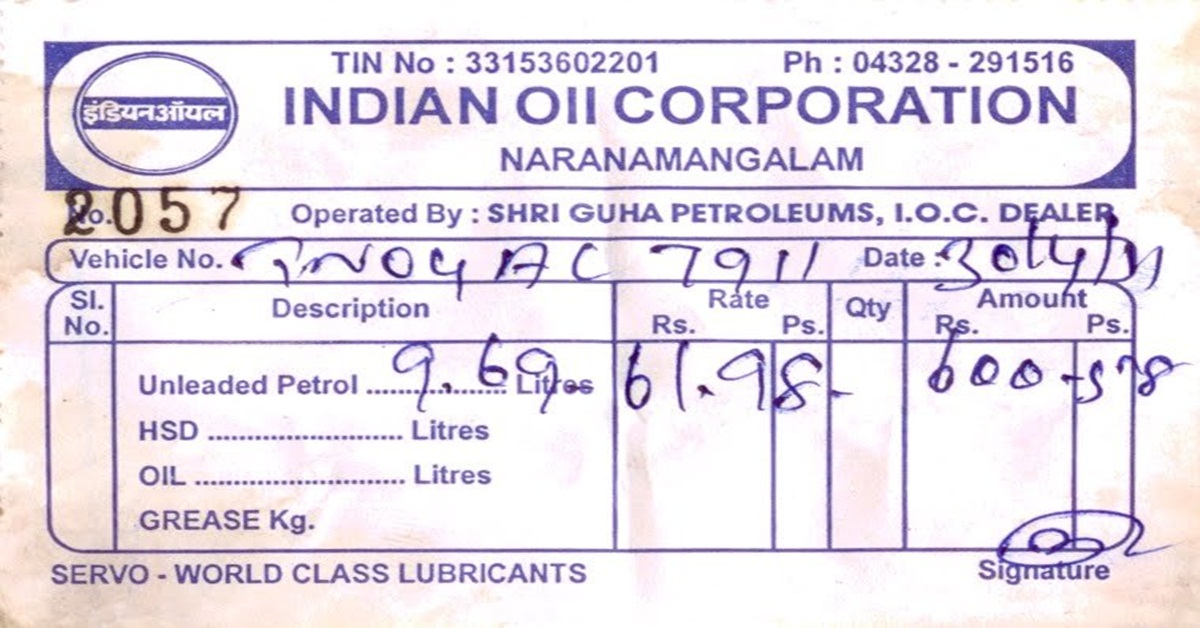 TIN No : 33153602201 Ph : 04328 - 291516
इंडियनऑयल
INDIAN OIl CORPORATION
NARANAMANGALAM
No. 2057 Operated By : SHRI GUHA PETROLEUMS, I.O.C. DEALER
Vehicle No. TN04 AC 7911 Date : 30/4/11
Sl. No. Description Rate Rs. Ps. Qty Amount Rs. Ps.
Unleaded Petrol .................. 9.69 Litres 61.98 600-578
HSD ......................... Litres
OIL ........................... Litres
GREASE Kg.
SERVO - WORLD CLASS LUBRICANTS Signature